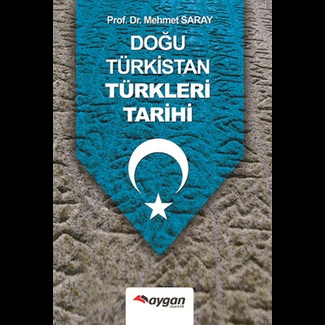 Prof. Dr. Mehmet SARAY
DOĞU
TÜRKİSTAN
TÜRKLERİ
TARİHİ
aygan